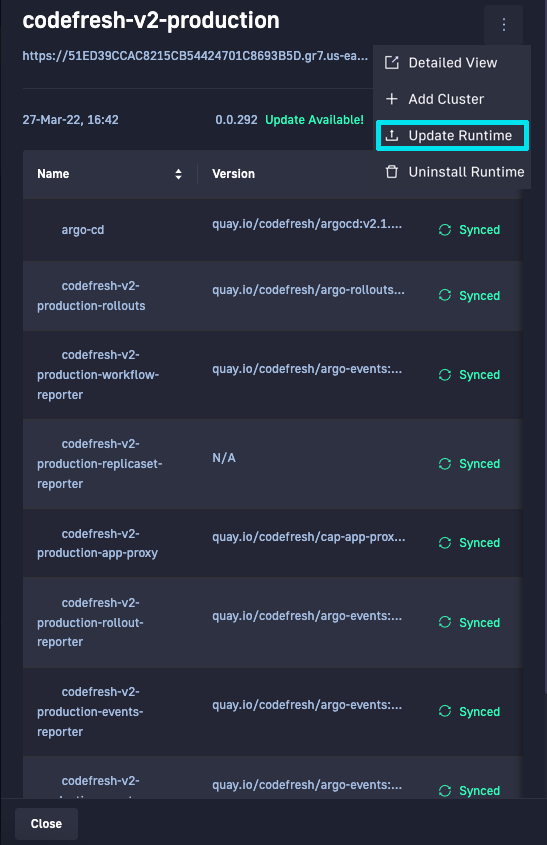 codefresh-v2-production
https://51ED39CCAC8215CB54424701C8693B5D.gr7.us-ea...
Detailed View
Add Cluster
Update Runtime
Uninstall Runtime
27-Mar-22, 16:42 0.0.292 Update Available!
Name Version
argo-cd quay.io/codefresh/argocd:v2.1.... Synced
codefresh-v2-
production-rollouts
quay.io/codefresh/argo-rollouts... Synced
codefresh-v2-
production-workflow-
reporter
quay.io/codefresh/argo-events:... Synced
codefresh-v2-
production-replicaset-
reporter
N/A Synced
codefresh-v2-
production-app-proxy
quay.io/codefresh/cap-app-prox... Synced
codefresh-v2-
production-rollout-
reporter
quay.io/codefresh/argo-events:... Synced
codefresh-v2-
production-events-
reporter
quay.io/codefresh/argo-events:... Synced
codefresh-v2-
quay.io/codefresh/argo-events:... Synced
Close